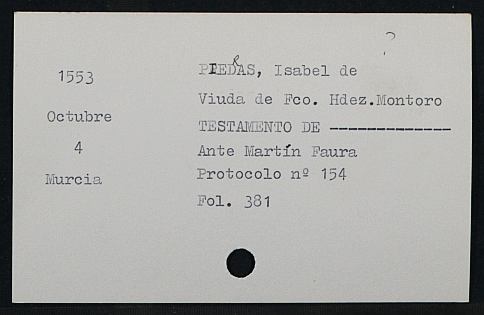 ?
1553
Octubre
4
Murcia
PIEDRAS, Isabel de
Viuda de Fco. Hdez.Montoro
TESTAMENTO DE -------------
Ante Martín Faura
Protocolo nº 154
Fol. 381